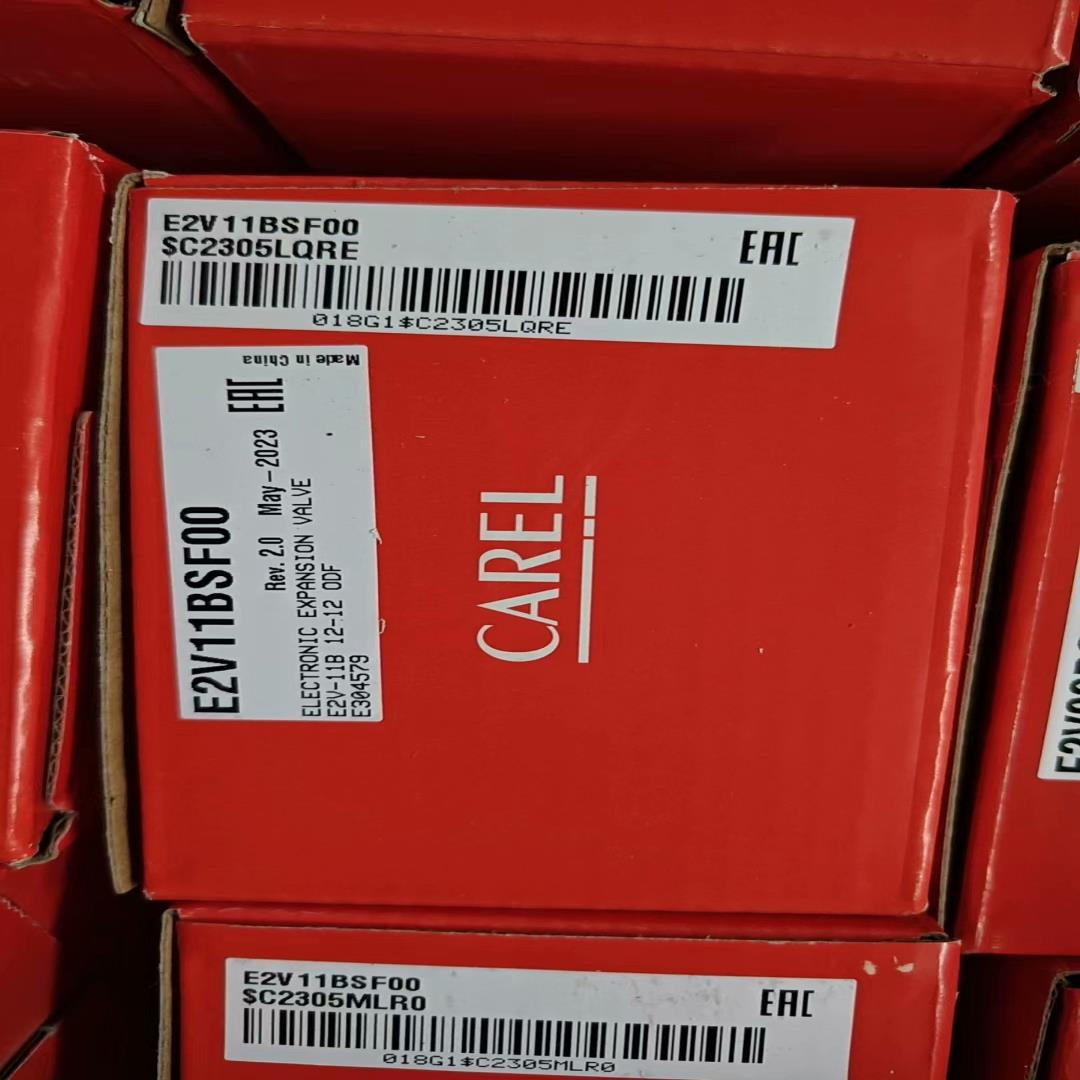 E2V11BSF00
$C2305LQRE
EAC
018G1$C2305LQRE
Made in China
E2V11BSF00
Rev. 2.0 May-2023 EAC
ELECTRONIC EXPANSION VALVE
E2V-11B 12-12 ODF
E304579
CAREL
E2V11BSF00
$C2305MLR0
EAC
018G1$C2305MLR0